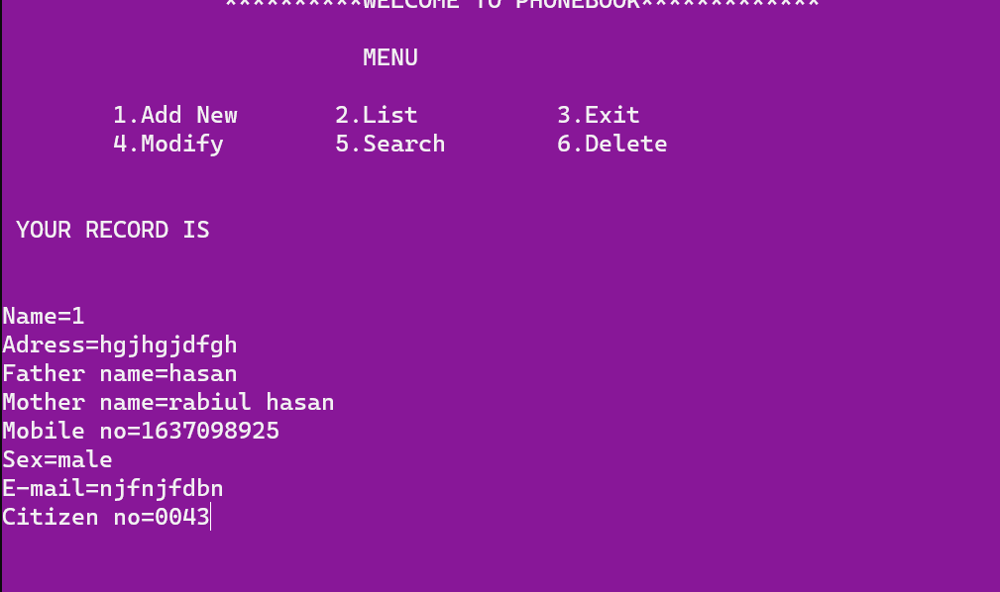 **********WELCOME TO PHONEBOOK*************
MENU
1.Add New 2.List 3.Exit
4.Modify 5.Search 6.Delete
YOUR RECORD IS
Name=1
Adress=hgjhgjdfgh
Father name=hasan
Mother name=rabiul hasan
Mobile no=1637098925
Sex=male
E-mail=njfnjfdbn
Citizen no=0043